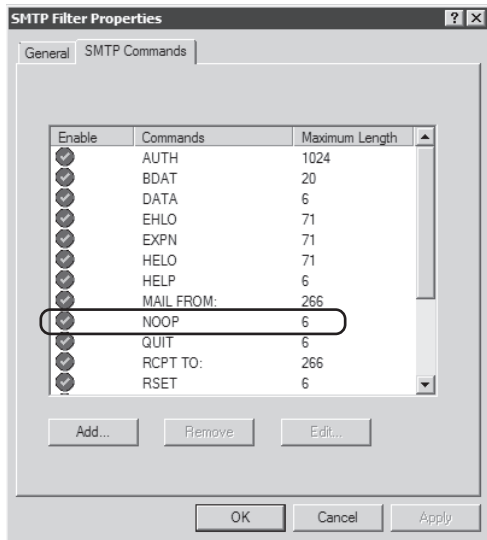 SMTP Filter Properties ? X
General SMTP Commands
Enable Commands Maximum Length
AUTH 1024
BDAT 20
DATA 6
EHLO 71
EXPN 71
HELO 71
HELP 6
MAIL FROM: 266
NOOP 6
QUIT 6
RCPT TO: 266
RSET 6
Add... Remove Edit...
OK Cancel Apply